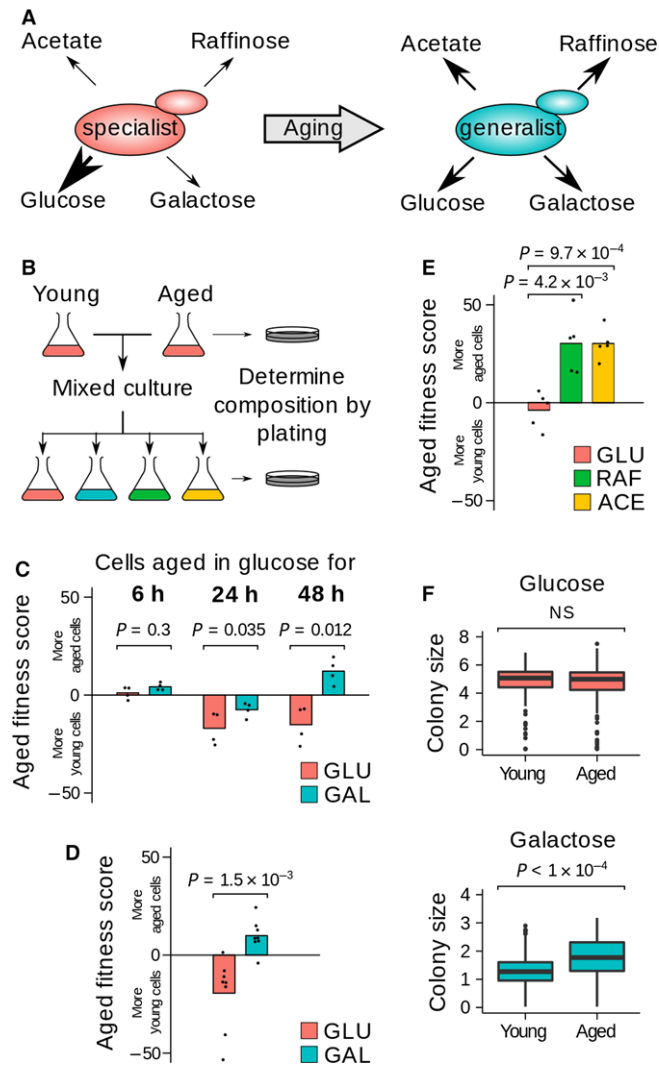 A
Acetate
Raffinose
specialist
Glucose
Galactose
Aging
Acetate
Raffinose
generalist
Glucose
Galactose
B
Young
Aged
Mixed culture
Determine
composition by
plating
C
Cells aged in glucose for
6 h
24 h
48 h
P = 0.3
P = 0.035
P = 0.012
Aged fitness score
More
aged cells
More
young cells
50
0
−50
GLU
GAL
D
Aged fitness score
More
aged cells
More
young cells
50
0
−50
P = 1.5 × 10−3
GLU
GAL
E
P = 9.7 × 10−4
P = 4.2 × 10−3
Aged fitness score
More
aged cells
More
young cells
50
0
−50
GLU
RAF
ACE
F
Glucose
NS
Colony size
8
6
4
2
0
Young
Aged
Galactose
P < 1 × 10−4
Colony size
4
3
2
1
0
Young
Aged